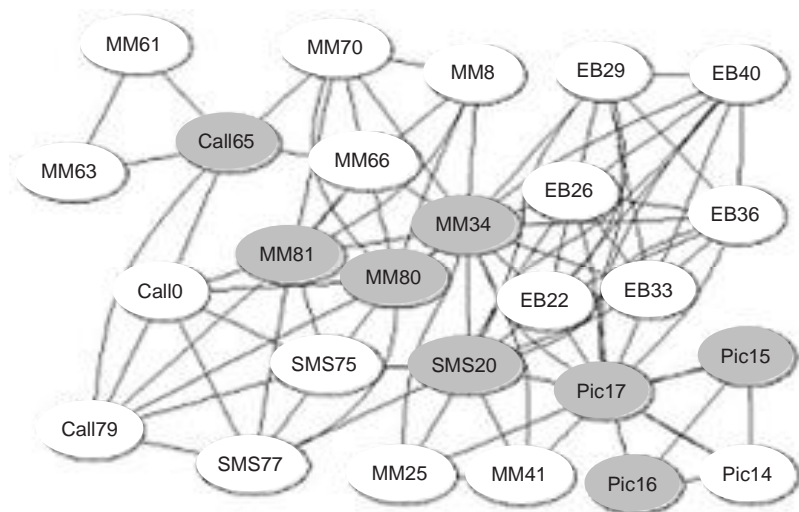 MM61
MM70
MM8
EB29
EB40
Call65
MM63
MM66
EB26
EB36
MM34
MM81
MM80
Call0
EB22
EB33
SMS75
SMS20
Pic15
Pic17
Call79
SMS77
MM25
MM41
Pic16
Pic14